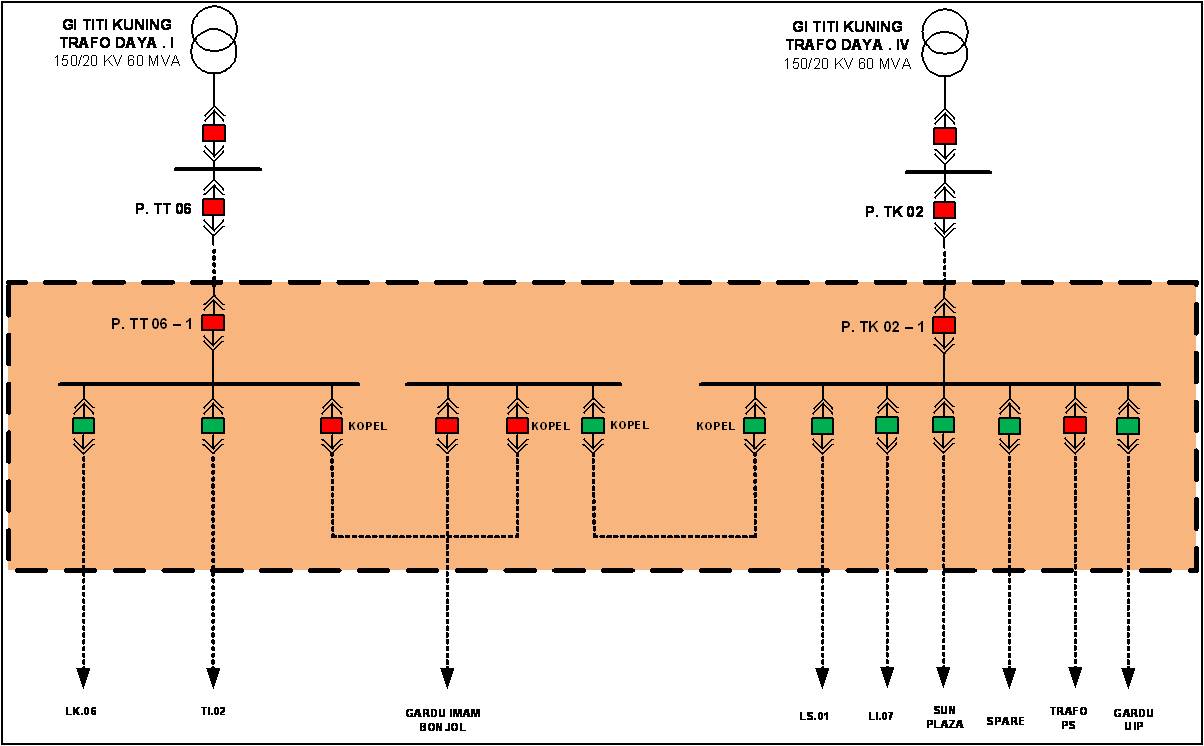 GI TITI KUNING
TRAFO DAYA . I
150/20 KV 60 MVA
GI TITI KUNING
TRAFO DAYA . IV
150/20 KV 60 MVA
P. TT 06
P. TK 02
P. TT 06 – 1
P. TK 02 – 1
KOPEL
KOPEL
KOPEL
KOPEL
LK.06
TI.02
GARDU IMAM
BONJOL
LS.01
LI.07
SUN
PLAZA
SPARE
TRAFO
PS
GARDU
UIP